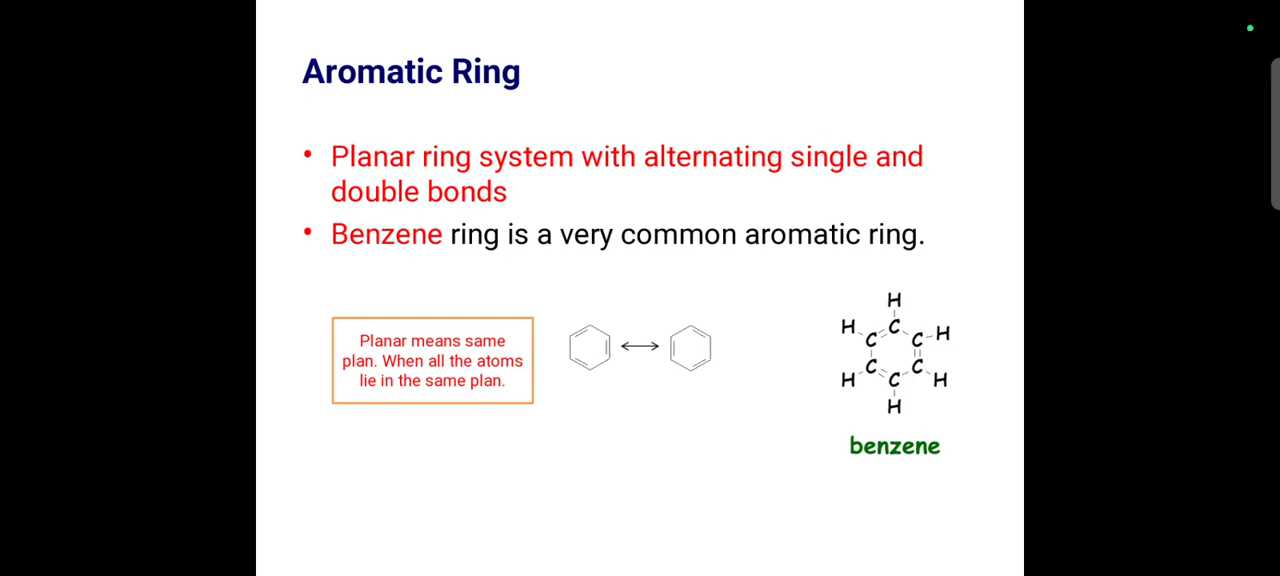 Aromatic Ring
• Planar ring system with alternating single and
double bonds
• Benzene ring is a very common aromatic ring.
Planar means same
plan. When all the atoms
lie in the same plan.
H
H C H
C C
C C
H C H
H
benzene